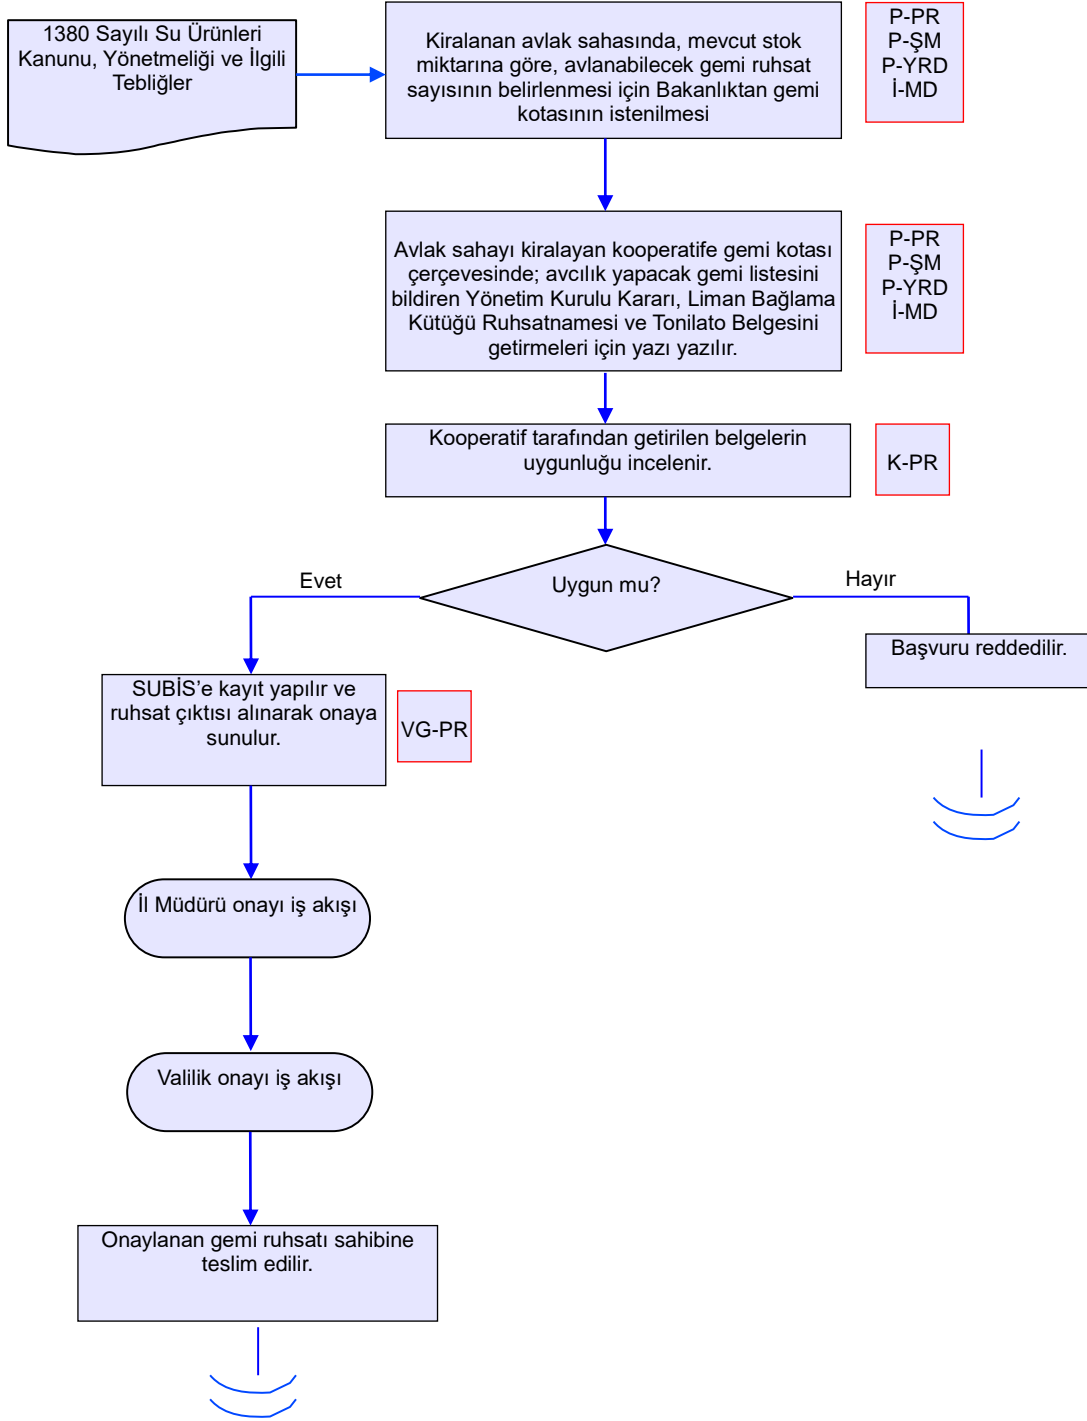 1380 Sayılı Su Ürünleri
Kanunu, Yönetmeliği ve İlgili
Tebliğler
Kiralanan avlak sahasında, mevcut stok
miktarına göre, avlanabilecek gemi ruhsat
sayısının belirlenmesi için Bakanlıktan gemi
kotasının istenilmesi
P-PR
P-ŞM
P-YRD
İ-MD
Avlak sahayı kiralayan kooperatife gemi kotası
çerçevesinde; avcılık yapacak gemi listesini
bildiren Yönetim Kurulu Kararı, Liman Bağlama
Kütüğü Ruhsatnamesi ve Tonilato Belgesini
getirmeleri için yazı yazılır.
P-PR
P-ŞM
P-YRD
İ-MD
Kooperatif tarafından getirilen belgelerin
uygunluğu incelenir.
K-PR
Uygun mu?
Evet
Hayır
Başvuru reddedilir.
SUBİS’e kayıt yapılır ve
ruhsat çıktısı alınarak onaya
sunulur.
VG-PR
İl Müdürü onayı iş akışı
Valilik onayı iş akışı
Onaylanan gemi ruhsatı sahibine
teslim edilir.